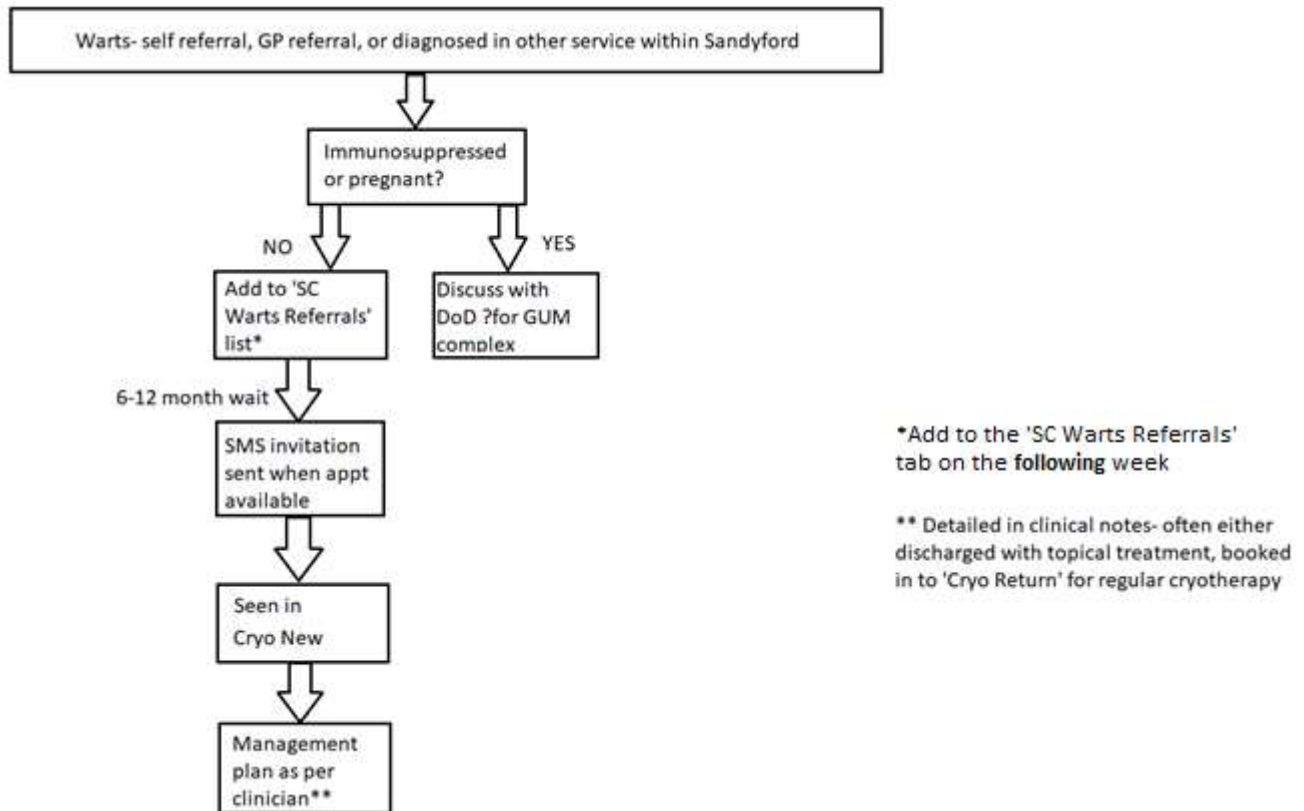 Warts- self referral, GP referral, or diagnosed in other service within Sandyford
Immunosuppressed
or pregnant?
NO
YES
Add to 'SC
Warts Referrals'
list*
Discuss with
DoD ?for GUM
complex
6-12 month wait
SMS invitation
sent when appt
available
*Add to the 'SC Warts Referrals'
tab on the following week
** Detailed in clinical notes- often either
discharged with topical treatment, booked
in to 'Cryo Return' for regular cryotherapy
Seen in
Cryo New
Management
plan as per
clinician**